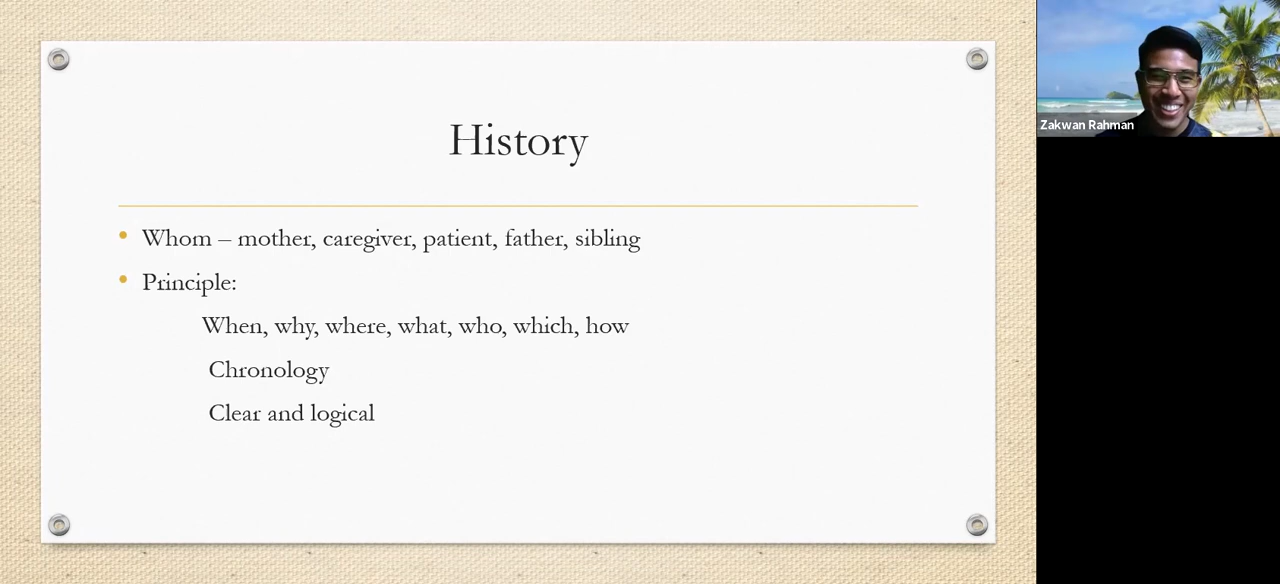 History
Whom – mother, caregiver, patient, father, sibling
Principle:
When, why, where, what, who, which, how
Chronology
Clear and logical
Zakwan Rahman